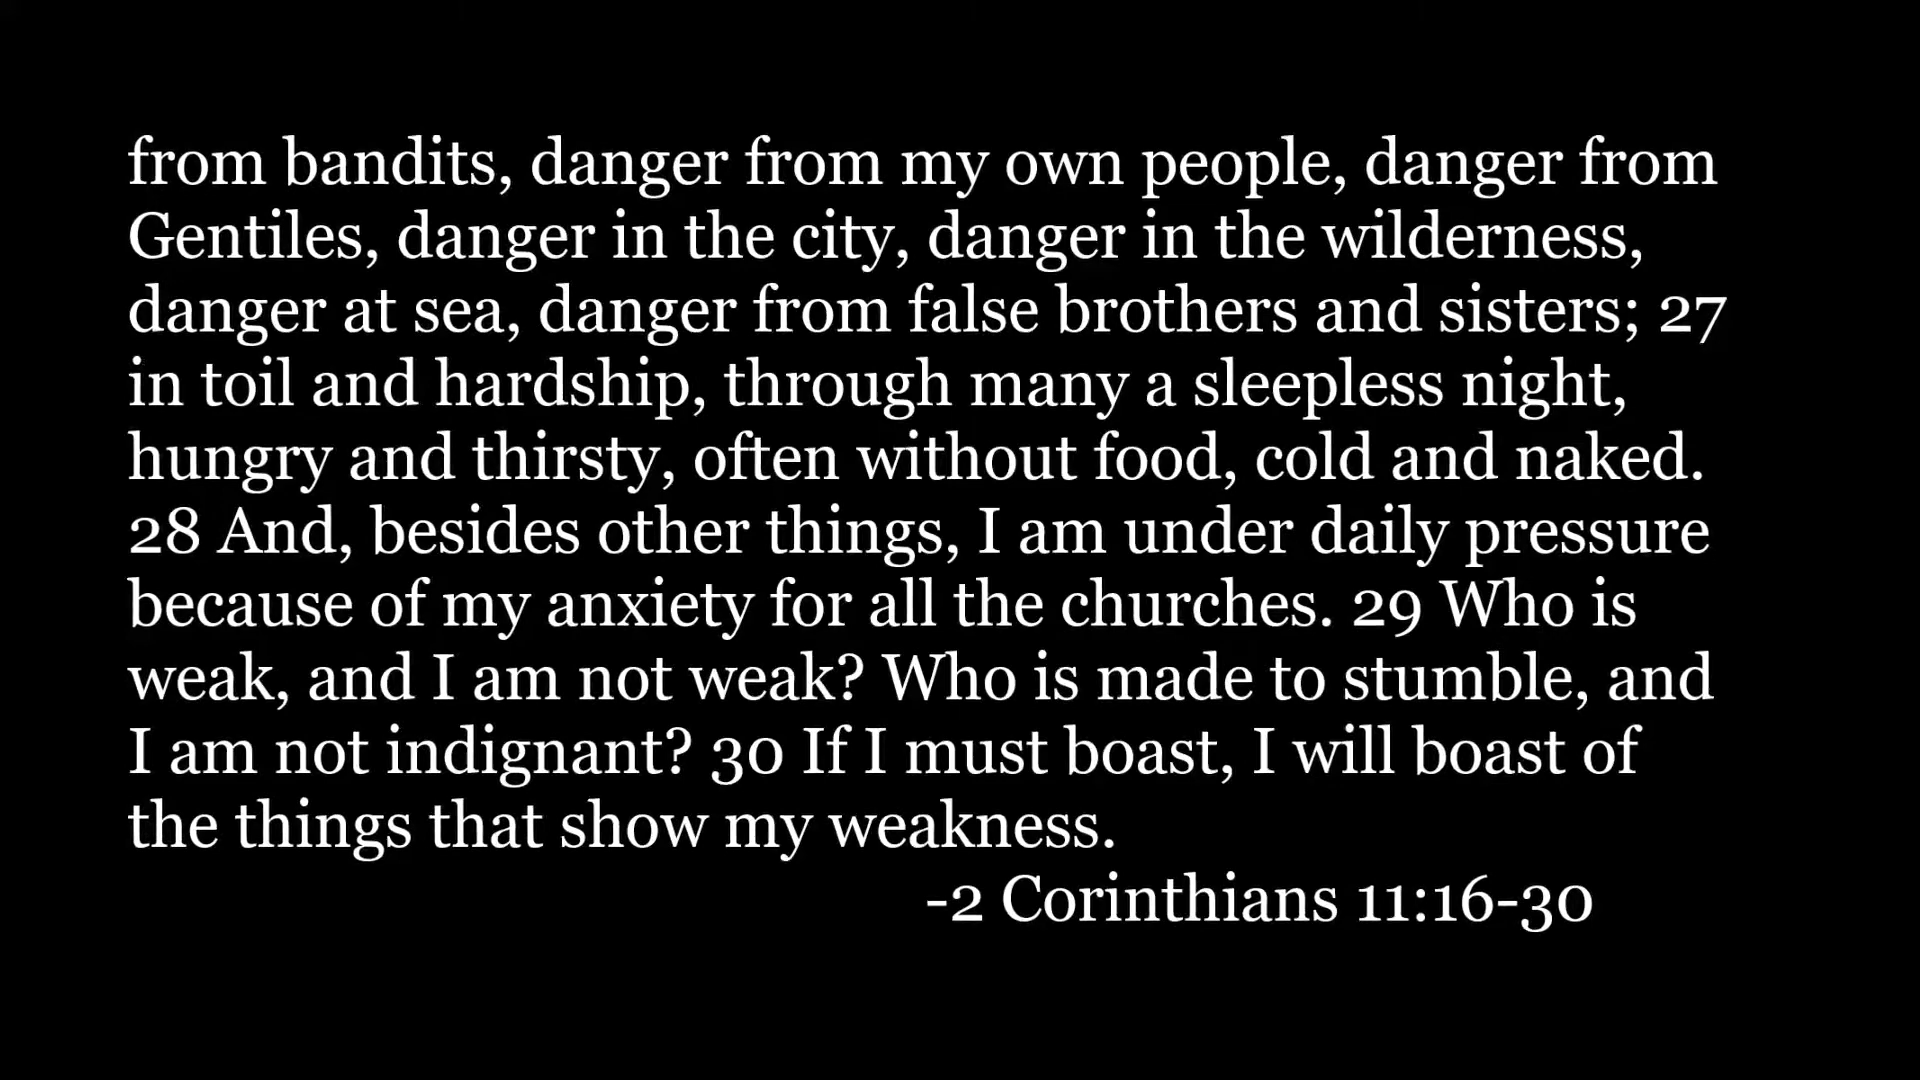 from bandits, danger from my own people, danger from
Gentiles, danger in the city, danger in the wilderness,
danger at sea, danger from false brothers and sisters; 27
in toil and hardship, through many a sleepless night,
hungry and thirsty, often without food, cold and naked.
28 And, besides other things, I am under daily pressure
because of my anxiety for all the churches. 29 Who is
weak, and I am not weak? Who is made to stumble, and
I am not indignant? 30 If I must boast, I will boast of
the things that show my weakness.
-2 Corinthians 11:16-30